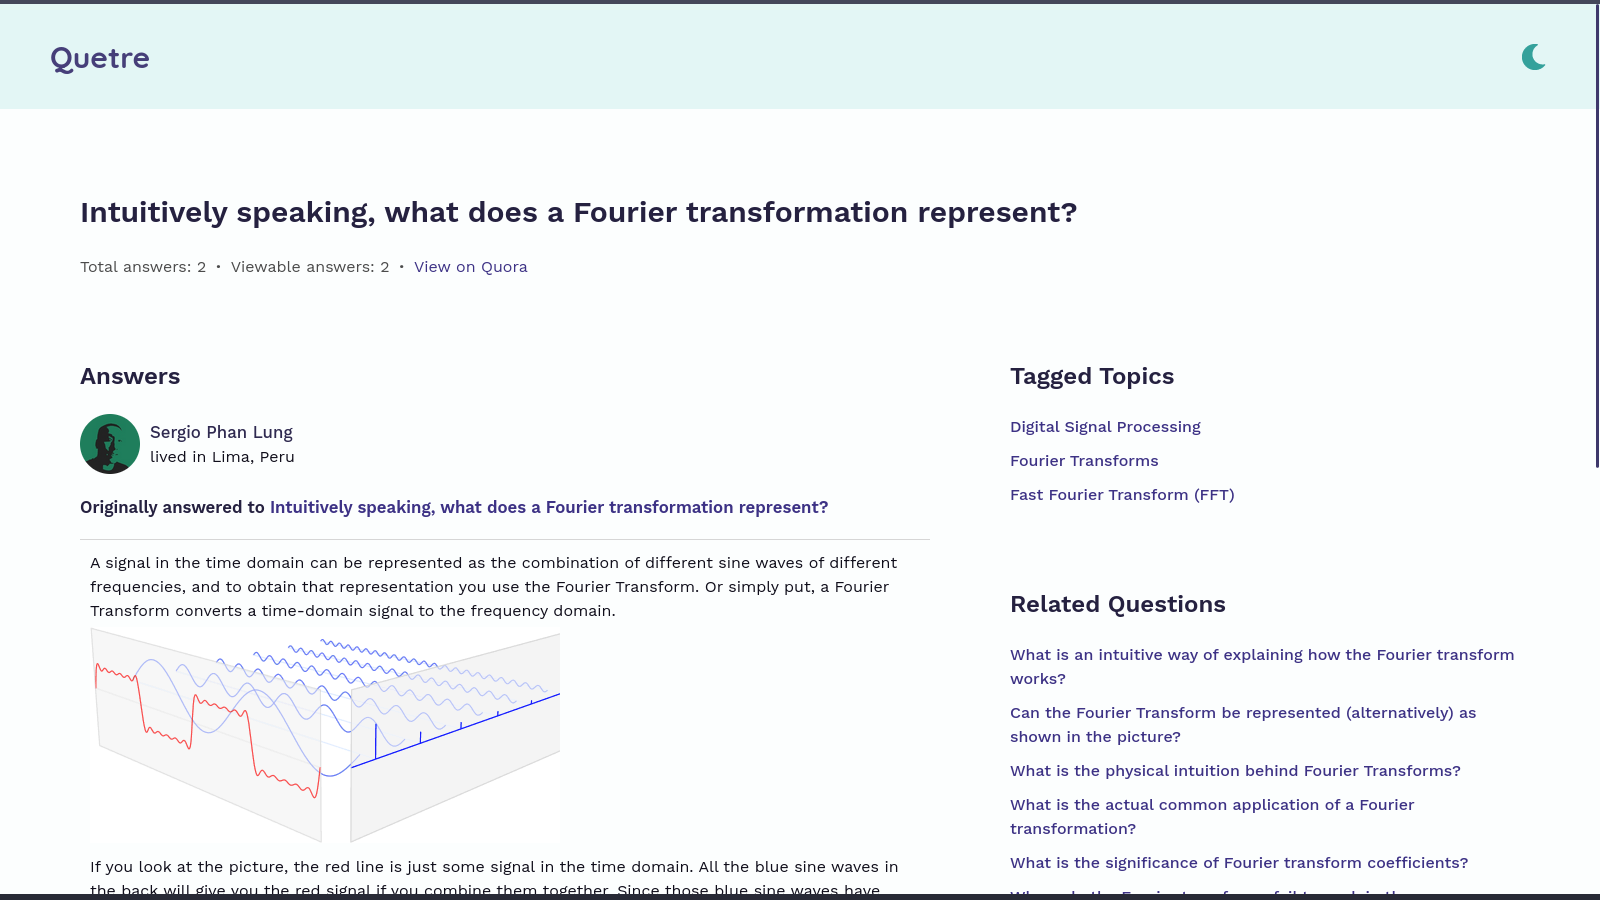 Quetre
Intuitively speaking, what does a Fourier transformation represent?
Total answers: 2 • Viewable answers: 2 • View on Quora
Answers
Sergio Phan Lung
lived in Lima, Peru
Originally answered to Intuitively speaking, what does a Fourier transformation represent?
A signal in the time domain can be represented as the combination of different sine waves of different
frequencies, and to obtain that representation you use the Fourier Transform. Or simply put, a Fourier
Transform converts a time-domain signal to the frequency domain.
If you look at the picture, the red line is just some signal in the time domain. All the blue sine waves in
the back will give you the red signal if you combine them together. Since those blue sine waves have
Tagged Topics
Digital Signal Processing
Fourier Transforms
Fast Fourier Transform (FFT)
Related Questions
What is an intuitive way of explaining how the Fourier transform
works?
Can the Fourier Transform be represented (alternatively) as
shown in the picture?
What is the physical intuition behind Fourier Transforms?
What is the actual common application of a Fourier
transformation?
What is the significance of Fourier transform coefficients?